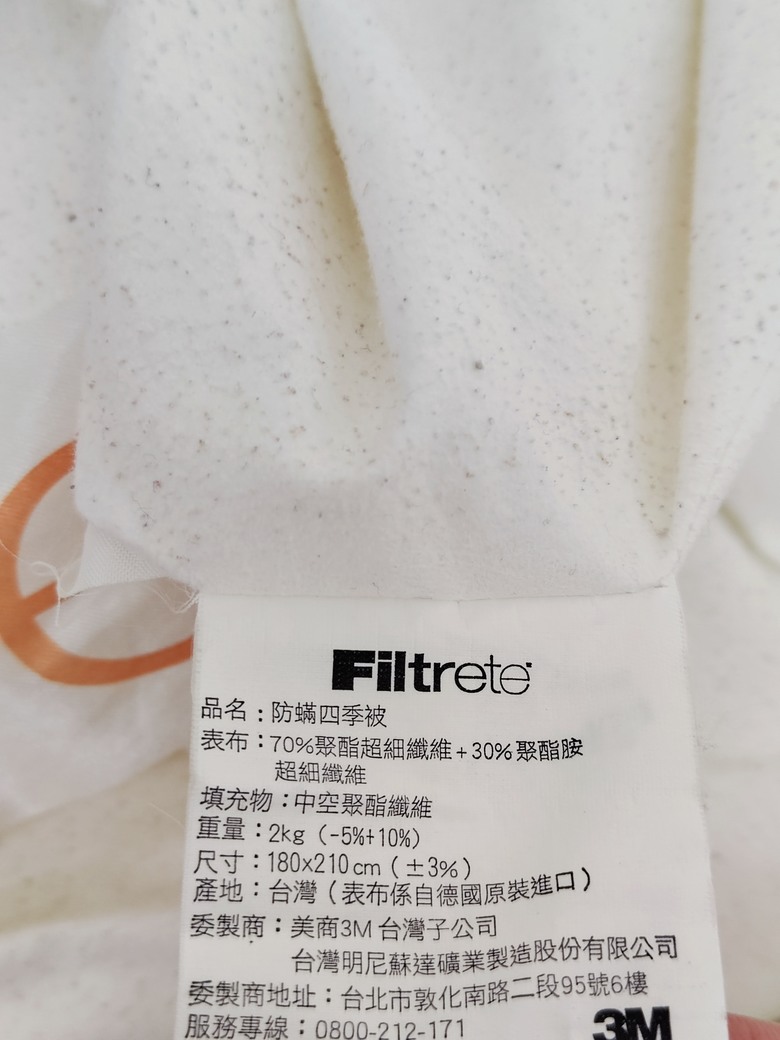 Filtrete
品名：防蟎四季被
表布：70%聚酯超細纖維+30%聚酯胺
超細纖維
填充物：中空聚酯纖維
重量：2kg（-5%+10%）
尺寸：180x210cm（±3%）
產地：台灣（表布係自德國原裝進口）
委製商：美商3M台灣子公司
台灣明尼蘇達礦業製造股份有限公司
委製商地址：台北市敦化南路二段95號6樓
服務專線：0800-212-171
3M